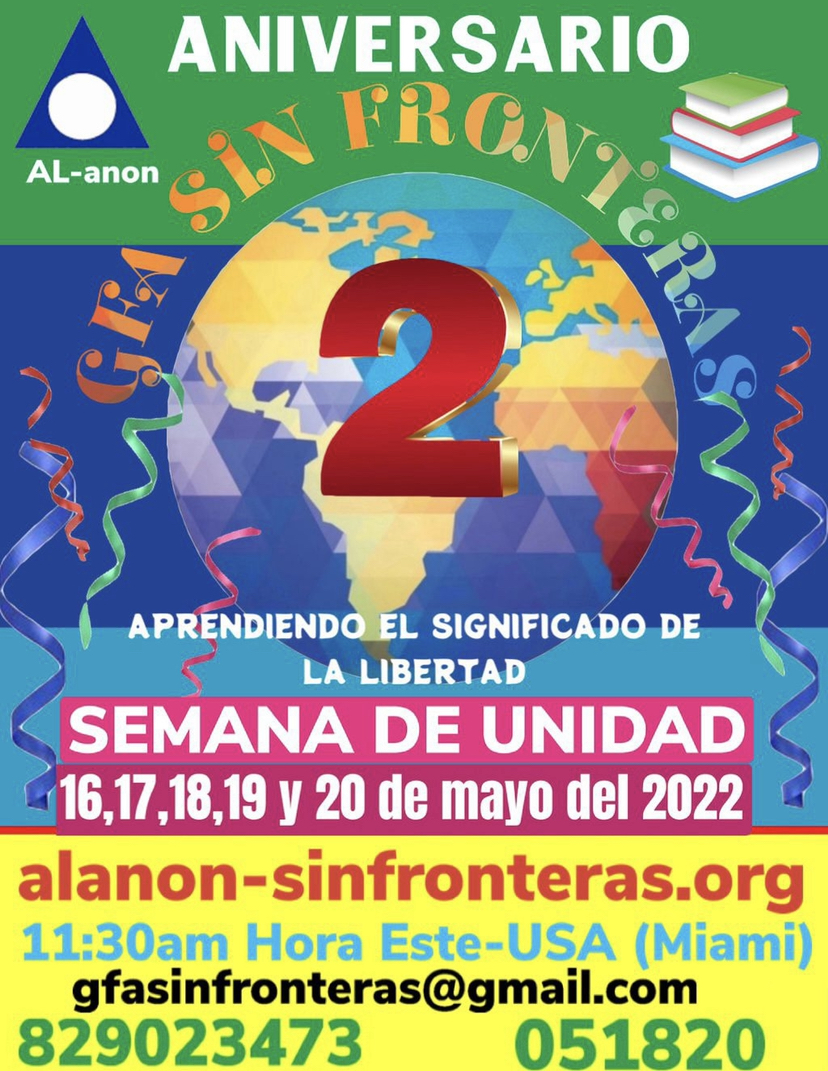 ANIVERSARIO
AL-anon
GFA SIN FRONTERAS
2
APRENDIENDO EL SIGNIFICADO DE
LA LIBERTAD
SEMANA DE UNIDAD
16,17,18,19 y 20 de mayo del 2022
alanon-sinfronteras.org
11:30am Hora Este-USA (Miami)
gfasinfronteras@gmail.com
829023473 051820